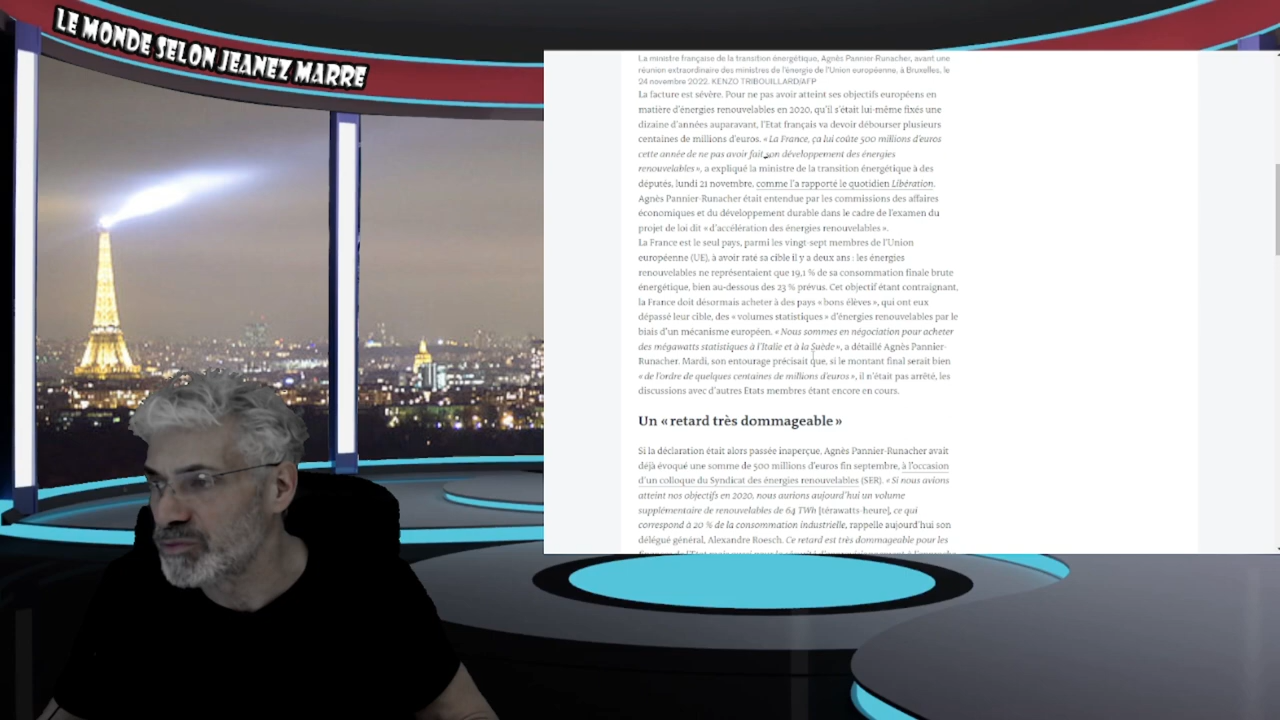 LE MONDE SELON JEANEZ MARRE
La ministre française de la transition énergétique, Agnès Pannier-Runacher, avant une
réunion extraordinaire des ministres de l'énergie de l'Union européenne, à Bruxelles, le
24 novembre 2022. KENZO TRIBOUILLARD/AFP
La facture est sévère. Pour ne pas avoir atteint ses objectifs européens en
matière d'énergies renouvelables en 2020, qu'il s'était lui-même fixés une
dizaine d'années auparavant, l'Etat français va devoir débourser plusieurs
centaines de millions d'euros. « La France, ça lui coûte 500 millions d'euros
cette année de ne pas avoir fait son développement des énergies
renouvelables », a expliqué la ministre de la transition énergétique à des
députés, lundi 21 novembre, comme l'a rapporté le quotidien Libération.
Agnès Pannier-Runacher était entendue par les commissions des affaires
économiques et du développement durable dans le cadre de l'examen du
projet de loi dit « d'accélération des énergies renouvelables ».
La France est le seul pays, parmi les vingt-sept membres de l'Union
européenne (UE), à avoir raté sa cible il y a deux ans : les énergies
renouvelables ne représentaient que 19,1 % de sa consommation finale brute
énergétique, bien au-dessous des 23 % prévus. Cet objectif étant contraignant,
la France doit désormais acheter à des pays « bons élèves », qui ont eux
dépassé leur cible, des « volumes statistiques » d'énergies renouvelables par le
biais d'un mécanisme européen. « Nous sommes en négociation pour acheter
des mégawatts statistiques à l'Italie et à la Suède », a détaillé Agnès Pannier-
Runacher. Mardi, son entourage précisait que, si le montant final serait bien
« de l'ordre de quelques centaines de millions d'euros », il n'était pas arrêté, les
discussions avec d'autres Etats membres étant encore en cours.
Un « retard très dommageable »
Si la déclaration était alors passée inaperçue, Agnès Pannier-Runacher avait
déjà évoqué une somme de 500 millions d'euros fin septembre, à l'occasion
d'un colloque du Syndicat des énergies renouvelables (SER). « Si nous avions
atteint nos objectifs en 2020, nous aurions aujourd'hui un volume
supplémentaire de renouvelables de 64 TWh [térawatts-heure], ce qui
correspond à 20 % de la consommation industrielle, rappelle aujourd'hui son
délégué général, Alexandre Roesch. Ce retard est très dommageable pour les